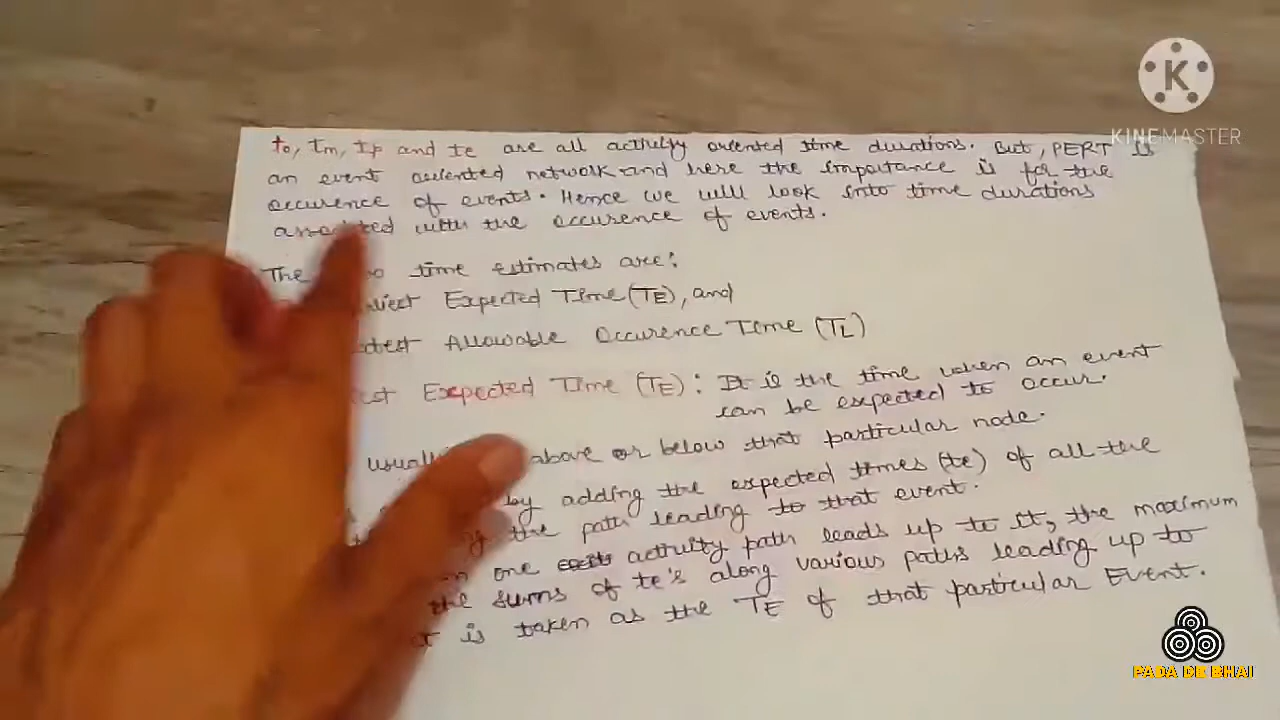 to, tm, tp and te are all activity oriented time durations. But, PERT is
an event oriented network and here the importance is for the
occurence of events. Hence we will look into time durations
with the occurence of events.
The time estimates are:
Expected Time (TE), and
Allowable Occurence Time (TL)
Expected Time (TE): It is the time when an event
can be expected to occur.
above or below that particular node.
by adding the expected times (te) of all the
the path leading to that event.
one activity path leads up to it, the maximum
the sums of te's along various paths leading up to
is taken as the TE of that particular Event.
K
KINEMASTER
PADA DE BHAI